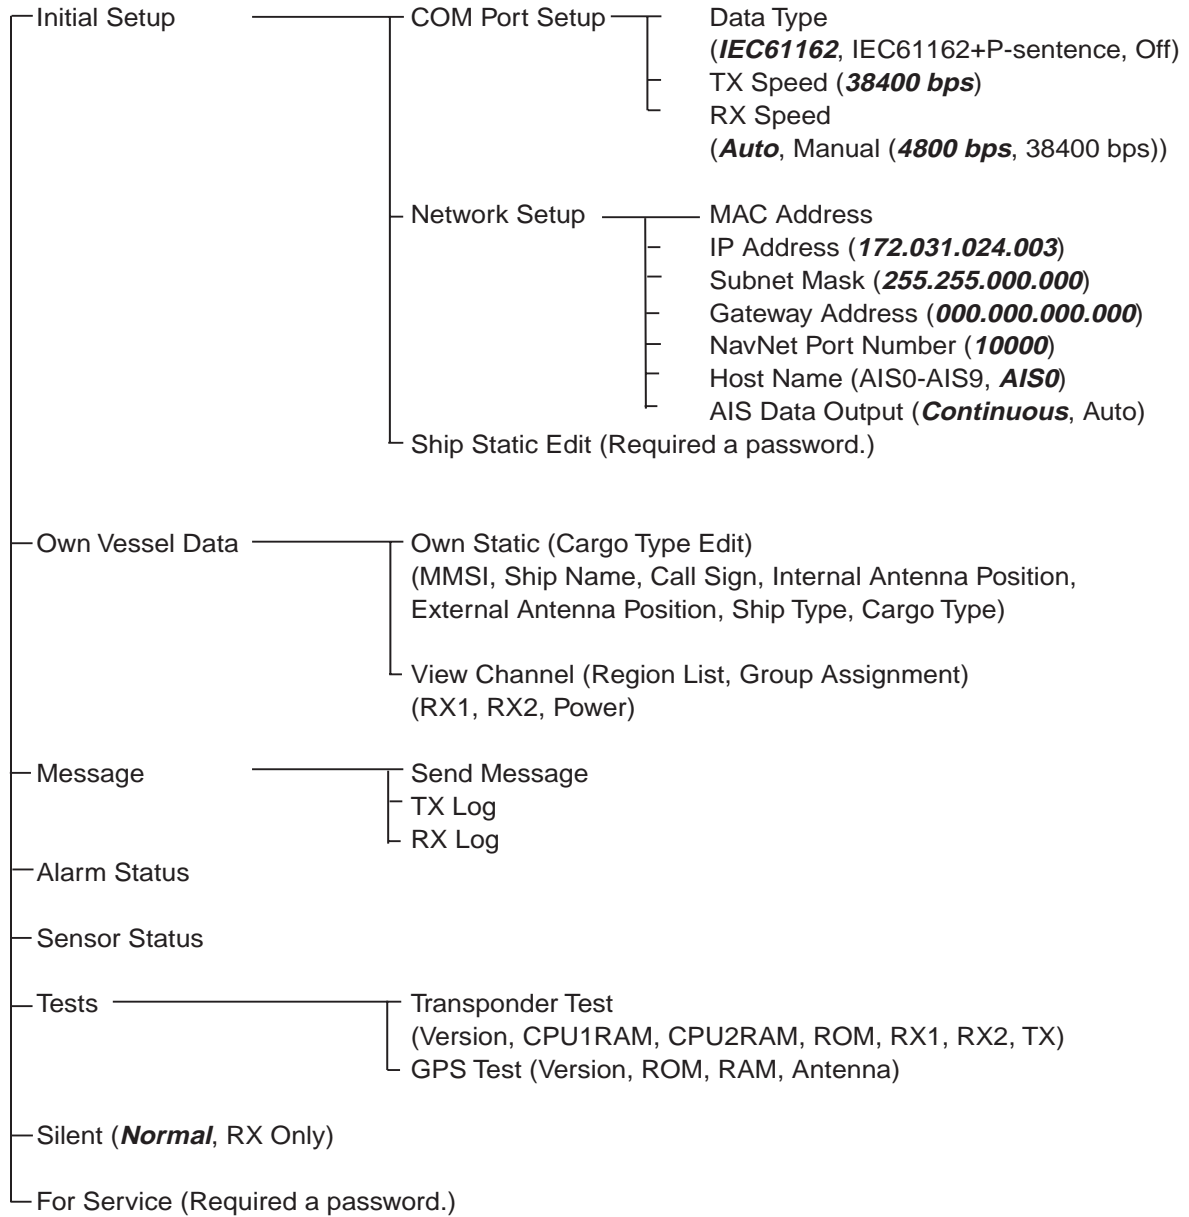 Initial Setup
COM Port Setup
Data Type
(IEC61162, IEC61162+P-sentence, Off)
TX Speed (38400 bps)
RX Speed
(Auto, Manual (4800 bps, 38400 bps))
Network Setup
MAC Address
IP Address (172.031.024.003)
Subnet Mask (255.255.000.000)
Gateway Address (000.000.000.000)
NavNet Port Number (10000)
Host Name (AIS0-AIS9, AIS0)
AIS Data Output (Continuous, Auto)
Ship Static Edit (Required a password.)
Own Vessel Data
Own Static (Cargo Type Edit)
(MMSI, Ship Name, Call Sign, Internal Antenna Position,
External Antenna Position, Ship Type, Cargo Type)
View Channel (Region List, Group Assignment)
(RX1, RX2, Power)
Message
Send Message
TX Log
RX Log
Alarm Status
Sensor Status
Tests
Transponder Test
(Version, CPU1RAM, CPU2RAM, ROM, RX1, RX2, TX)
GPS Test (Version, ROM, RAM, Antenna)
Silent (Normal, RX Only)
For Service (Required a password.)